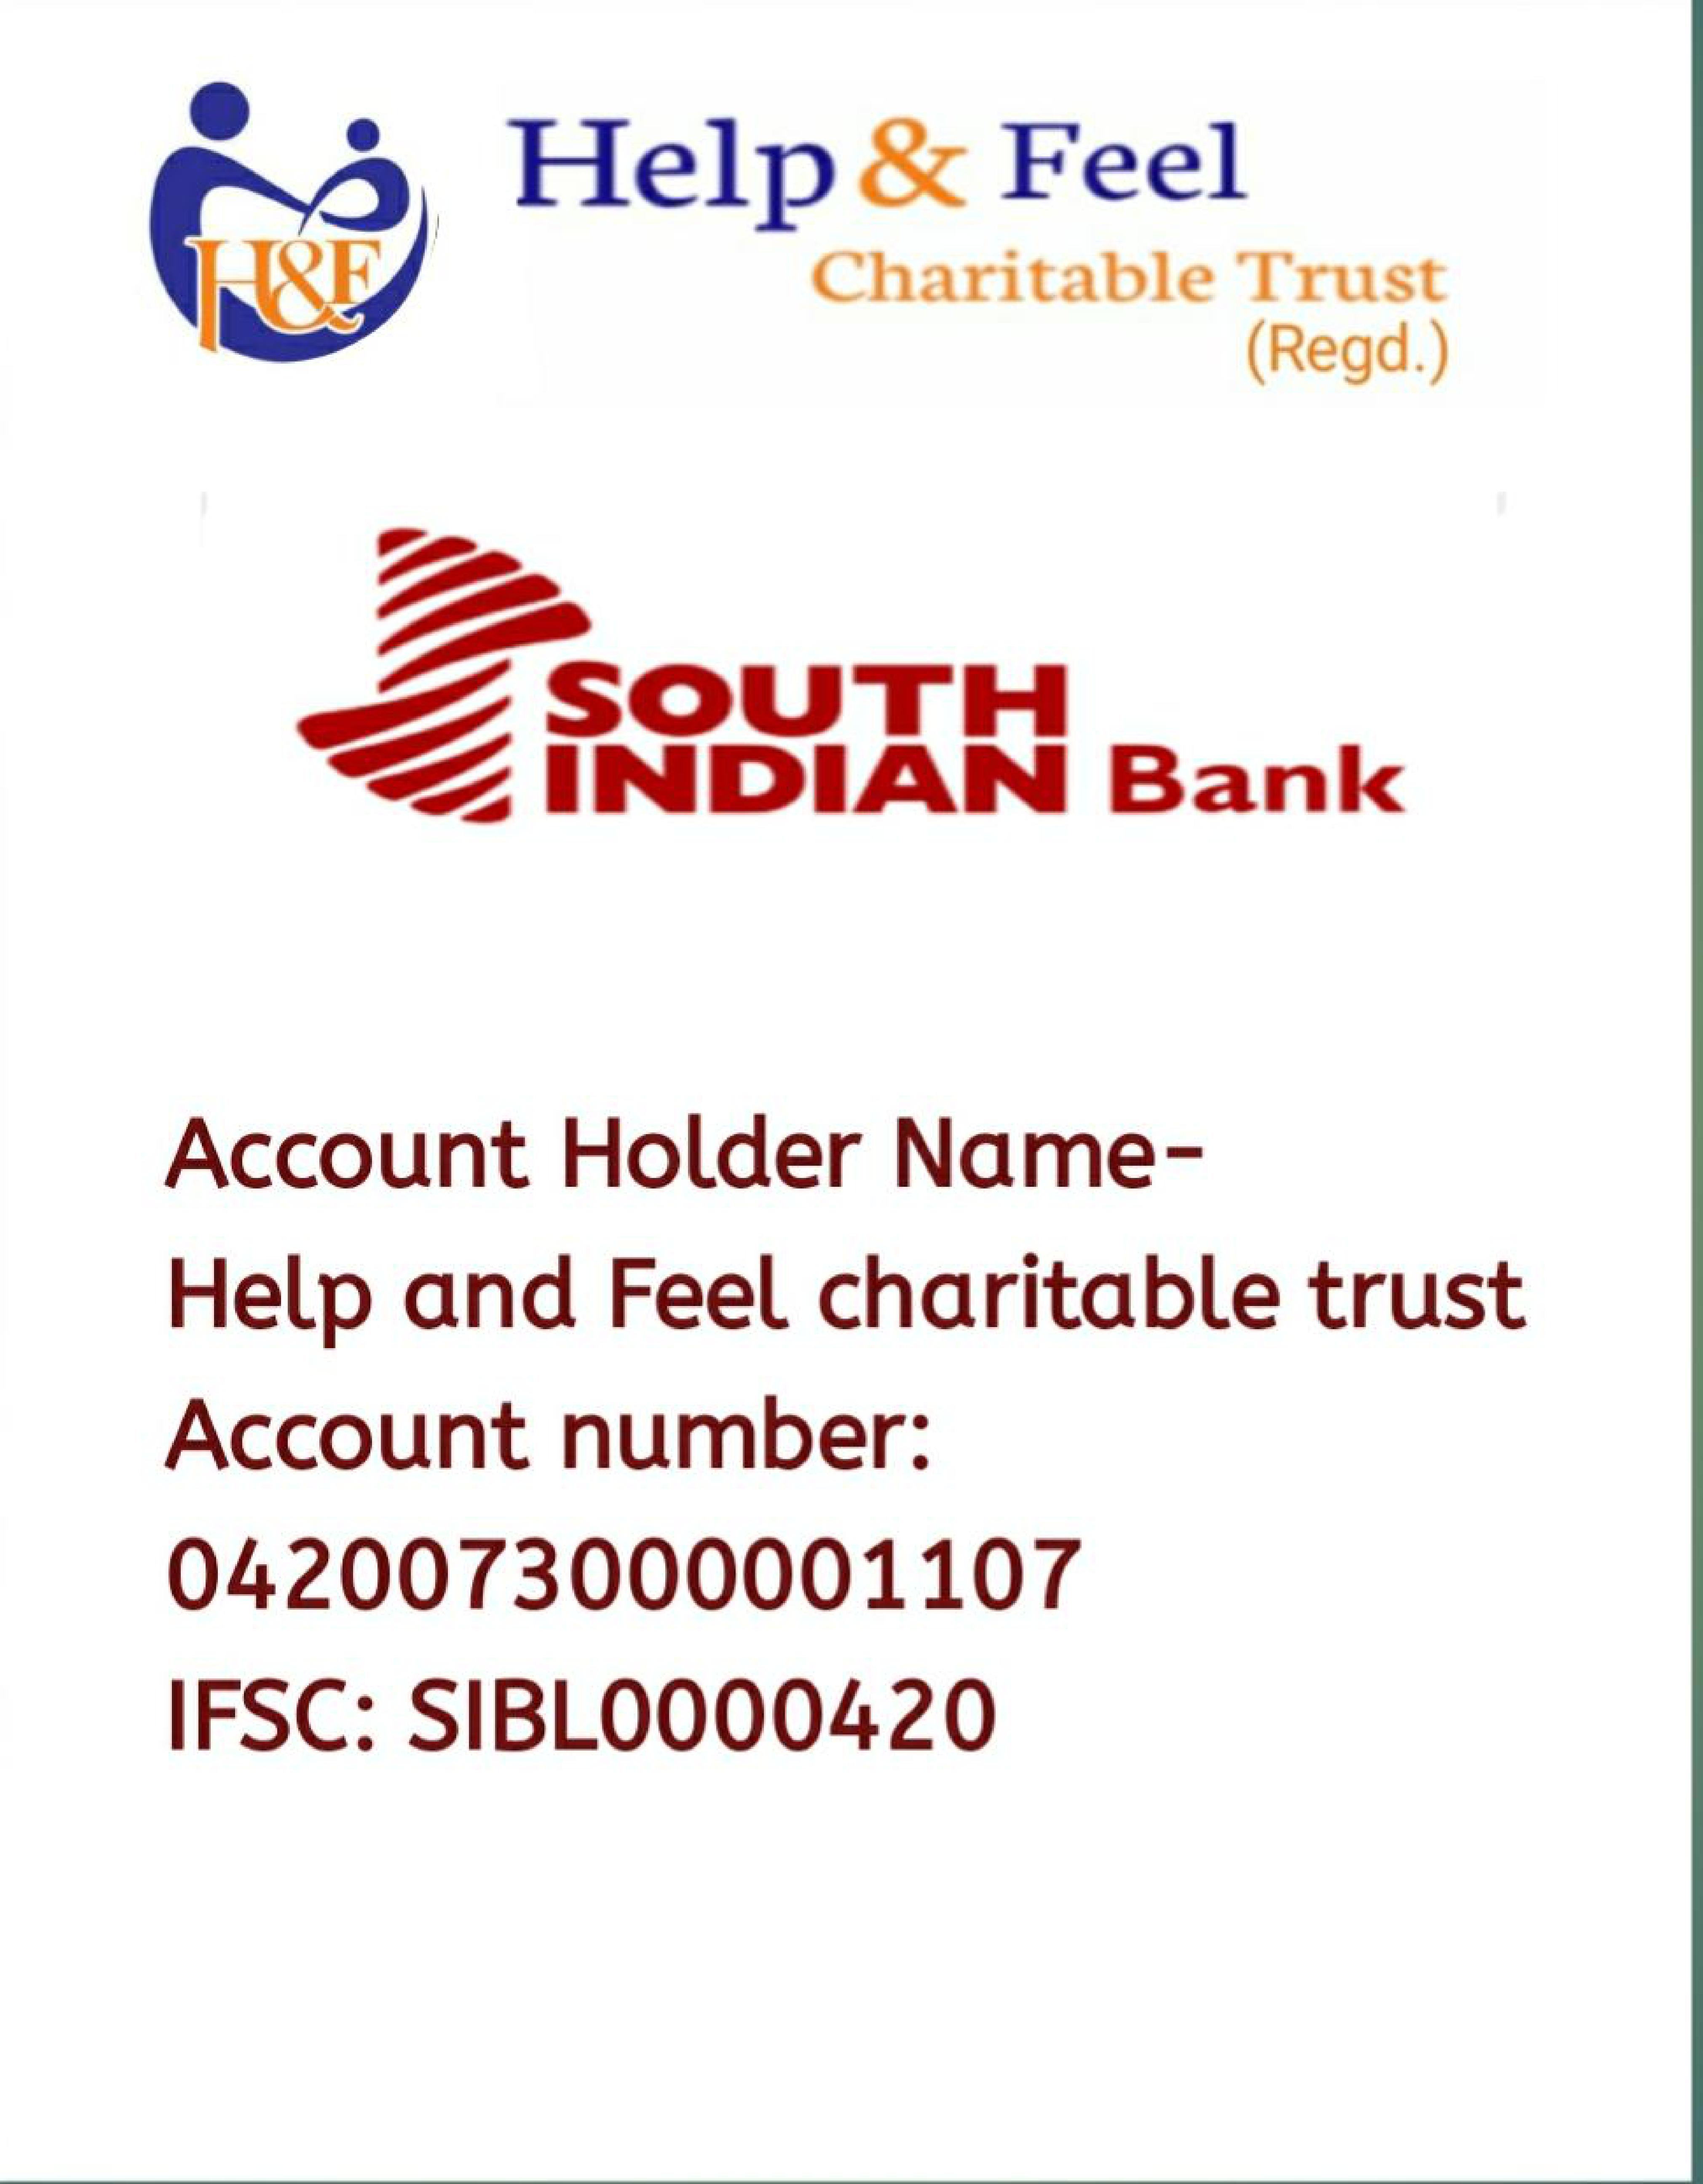 H&F
Help & Feel
Charitable Trust
(Regd.)
SOUTH
INDIAN Bank
Account Holder Name-
Help and Feel charitable trust
Account number:
0420073000001107
IFSC: SIBL0000420